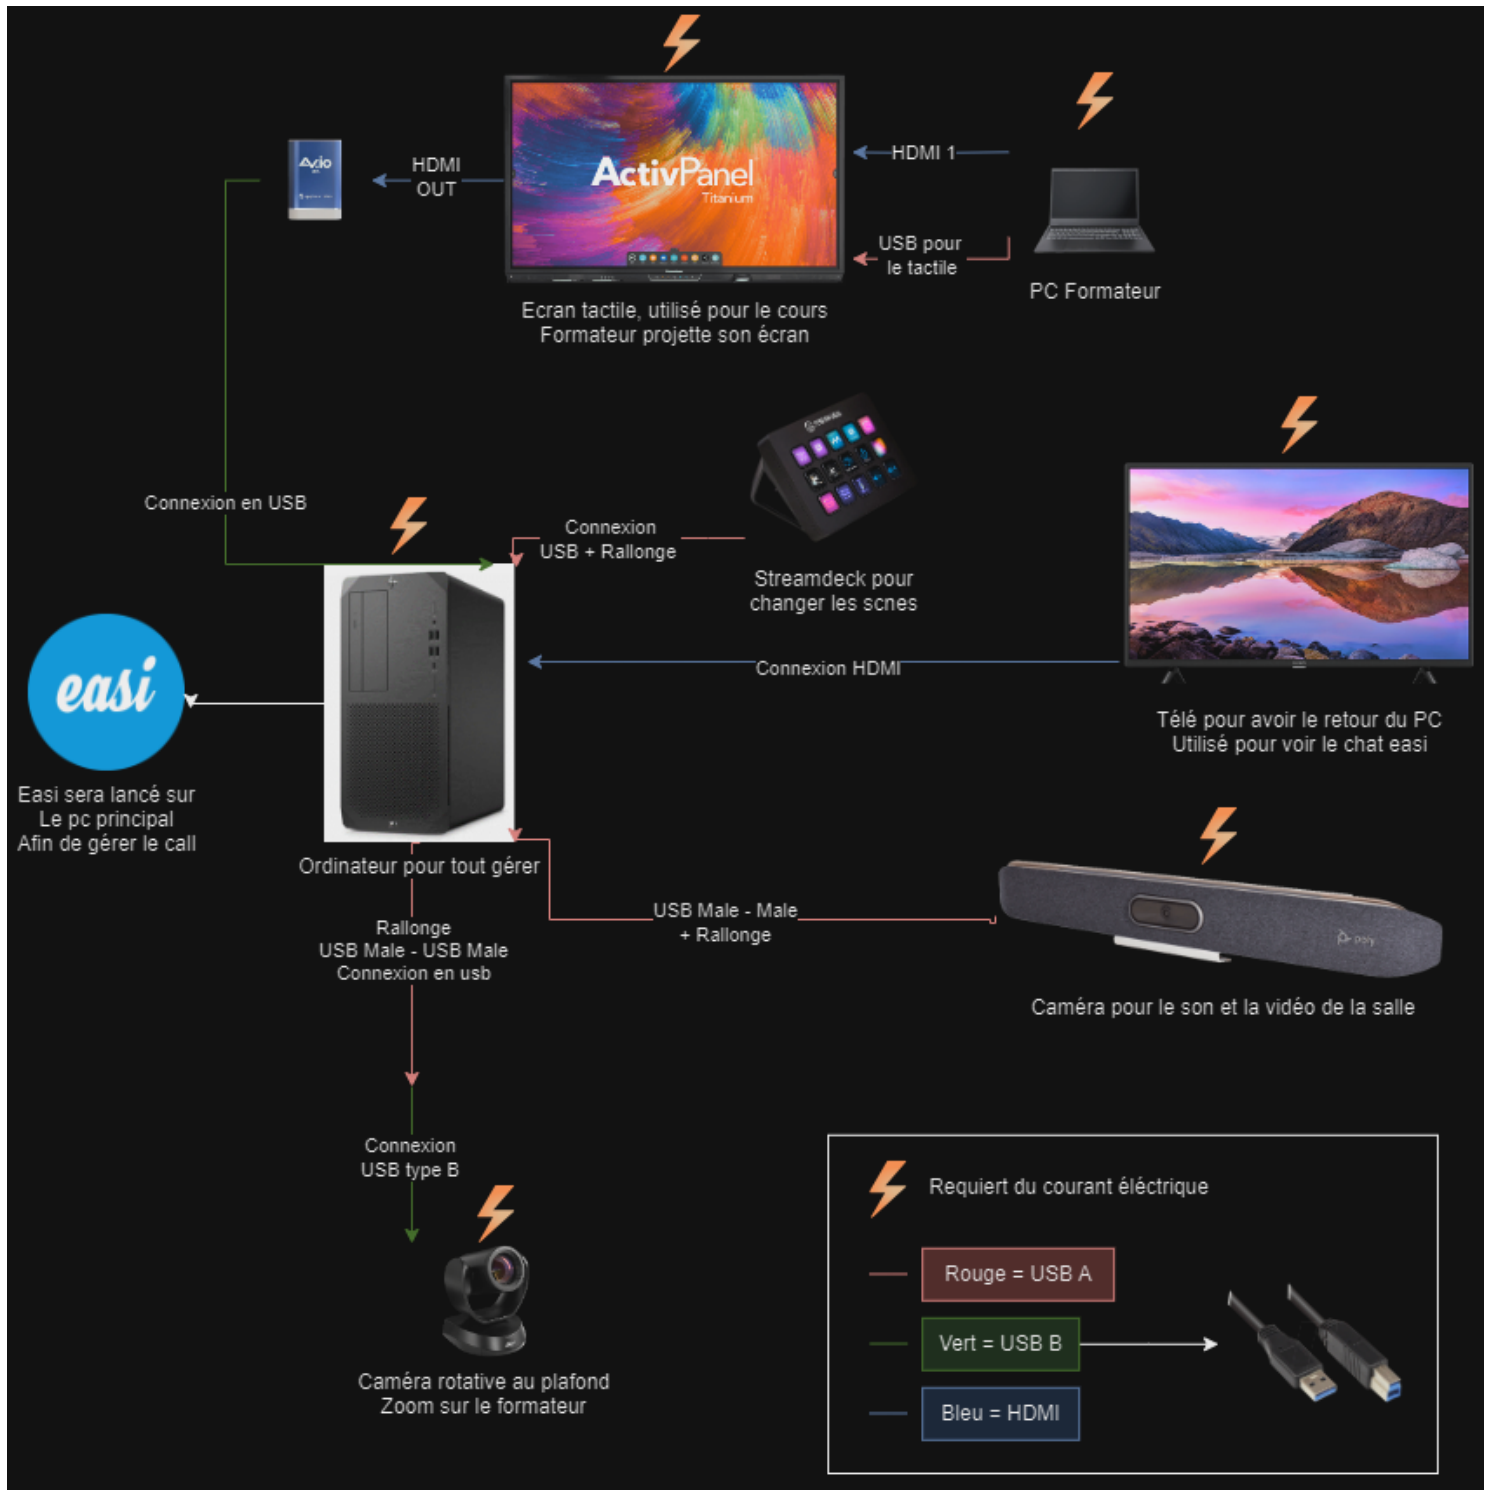 HDMI
OUT
ActivPanel
Titanium
HDMI 1
USB pour
le tactile
PC Formateur
Ecran tactile, utilisé pour le cours
Formateur projette son écran
Connexion en USB
Connexion
USB + Rallonge
Streamdeck pour
changer les scnes
Connexion HDMI
Télé pour avoir le retour du PC
Utilisé pour voir le chat easi
easi
Easi sera lancé sur
Le pc principal
Afin de gérer le call
Ordinateur pour tout gérer
Rallonge
USB Male - USB Male
Connexion en usb
USB Male - Male
+ Rallonge
poly
Caméra pour le son et la vidéo de la salle
Connexion
USB type B
Caméra rotative au plafond
Zoom sur le formateur
Requiert du courant éléctrique
Rouge = USB A
Vert = USB B
Bleu = HDMI